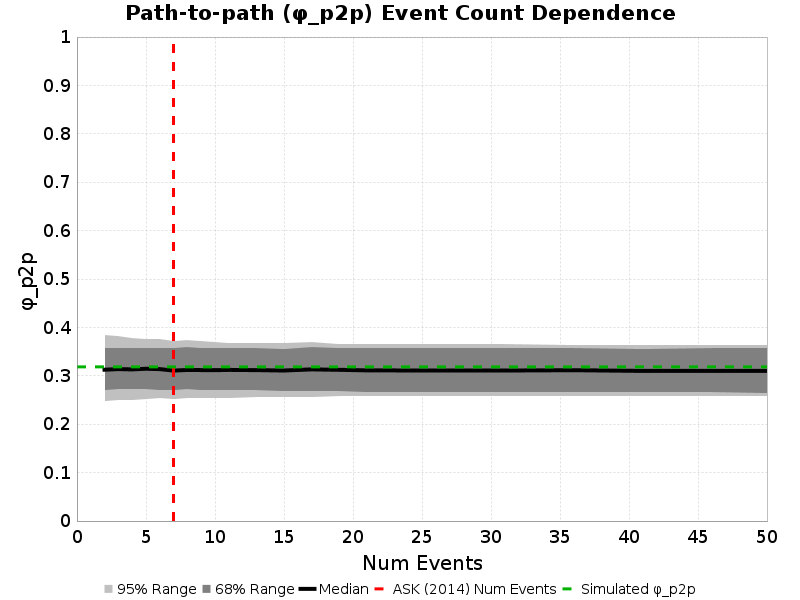 Path-to-path (φ_p2p) Event Count Dependence
φ_p2p
1
0.9
0.8
0.7
0.6
0.5
0.4
0.3
0.2
0.1
0
0 5 10 15 20 25 30 35 40 45 50
Num Events
95% Range 68% Range Median ASK (2014) Num Events Simulated φ_p2p